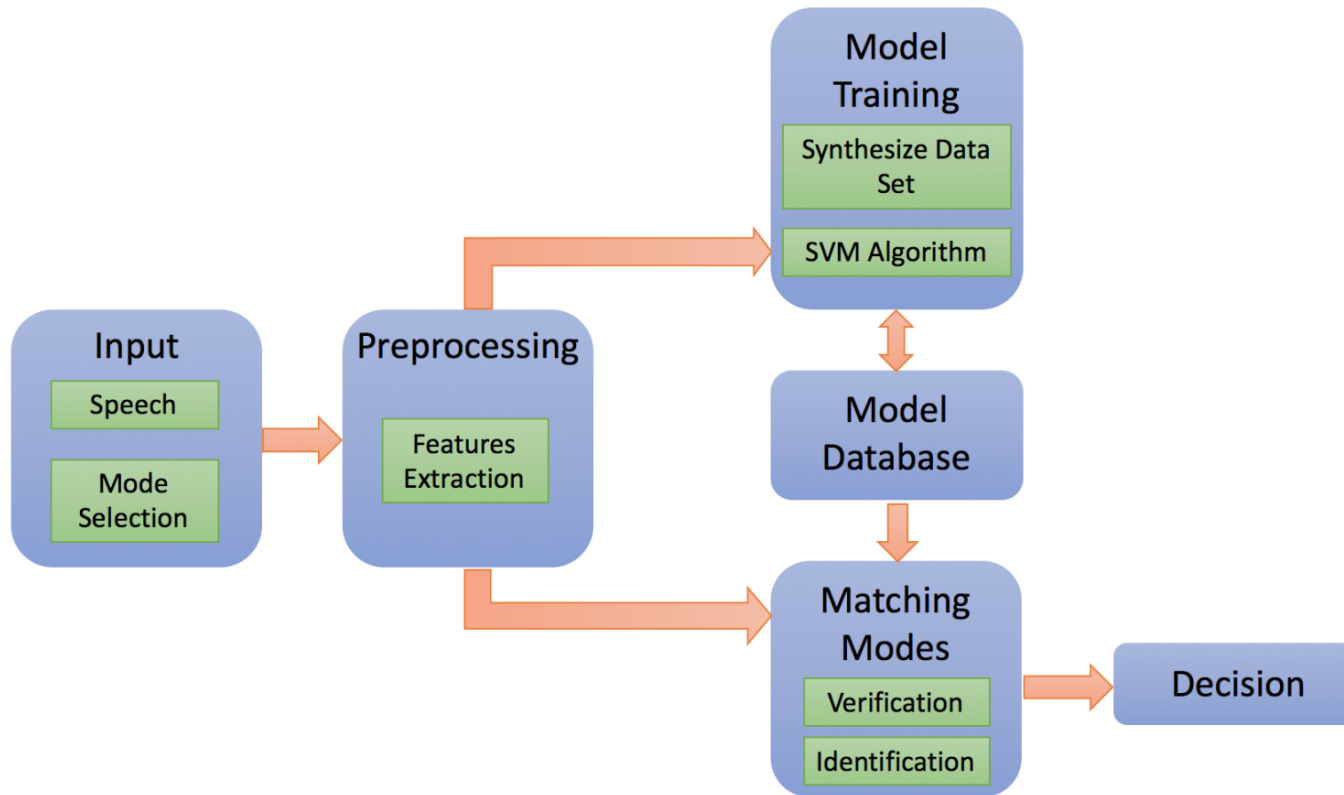 Input
Speech
Mode
Selection
Preprocessing
Features
Extraction
Model
Training
Synthesize Data
Set
SVM Algorithm
Model
Database
Matching
Modes
Verification
Identification
Decision